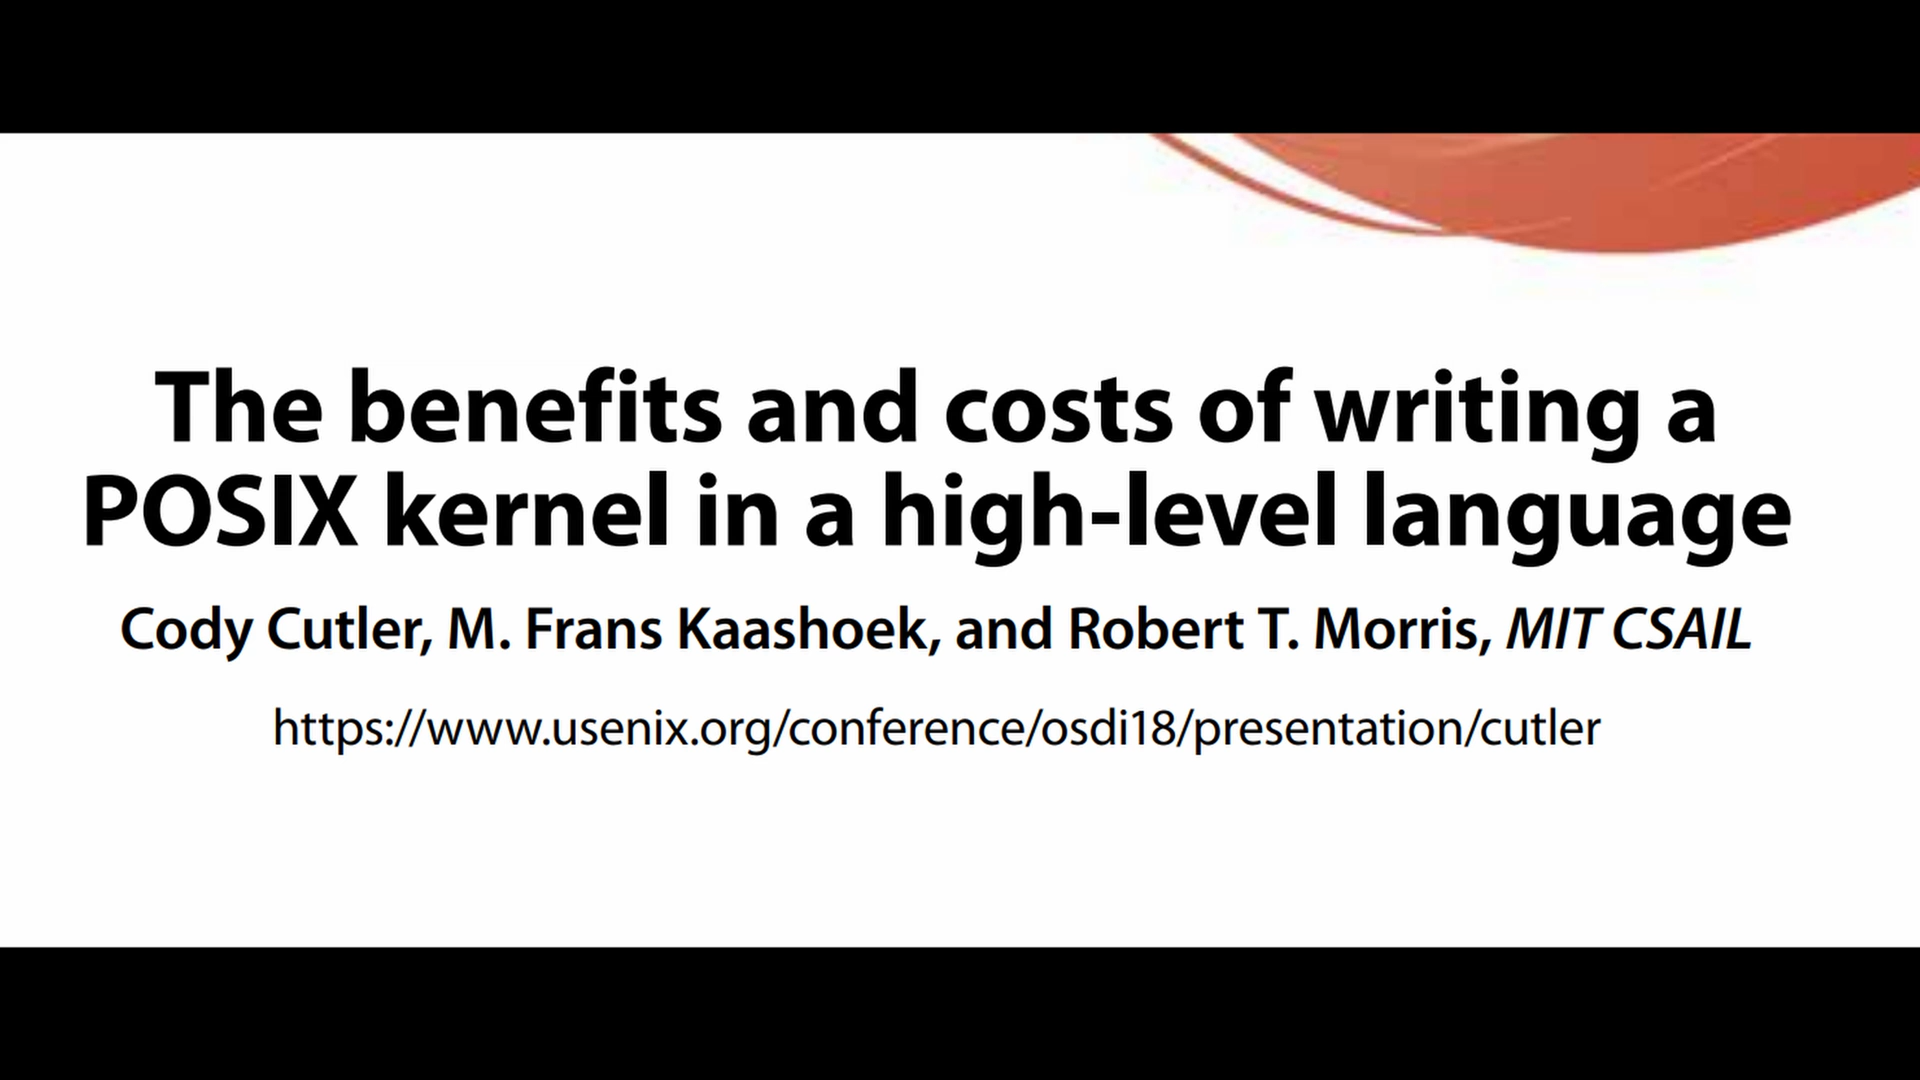 The benefits and costs of writing a
POSIX kernel in a high-level language
Cody Cutler, M. Frans Kaashoek, and Robert T. Morris, MIT CSAIL
https://www.usenix.org/conference/osdi18/presentation/cutler